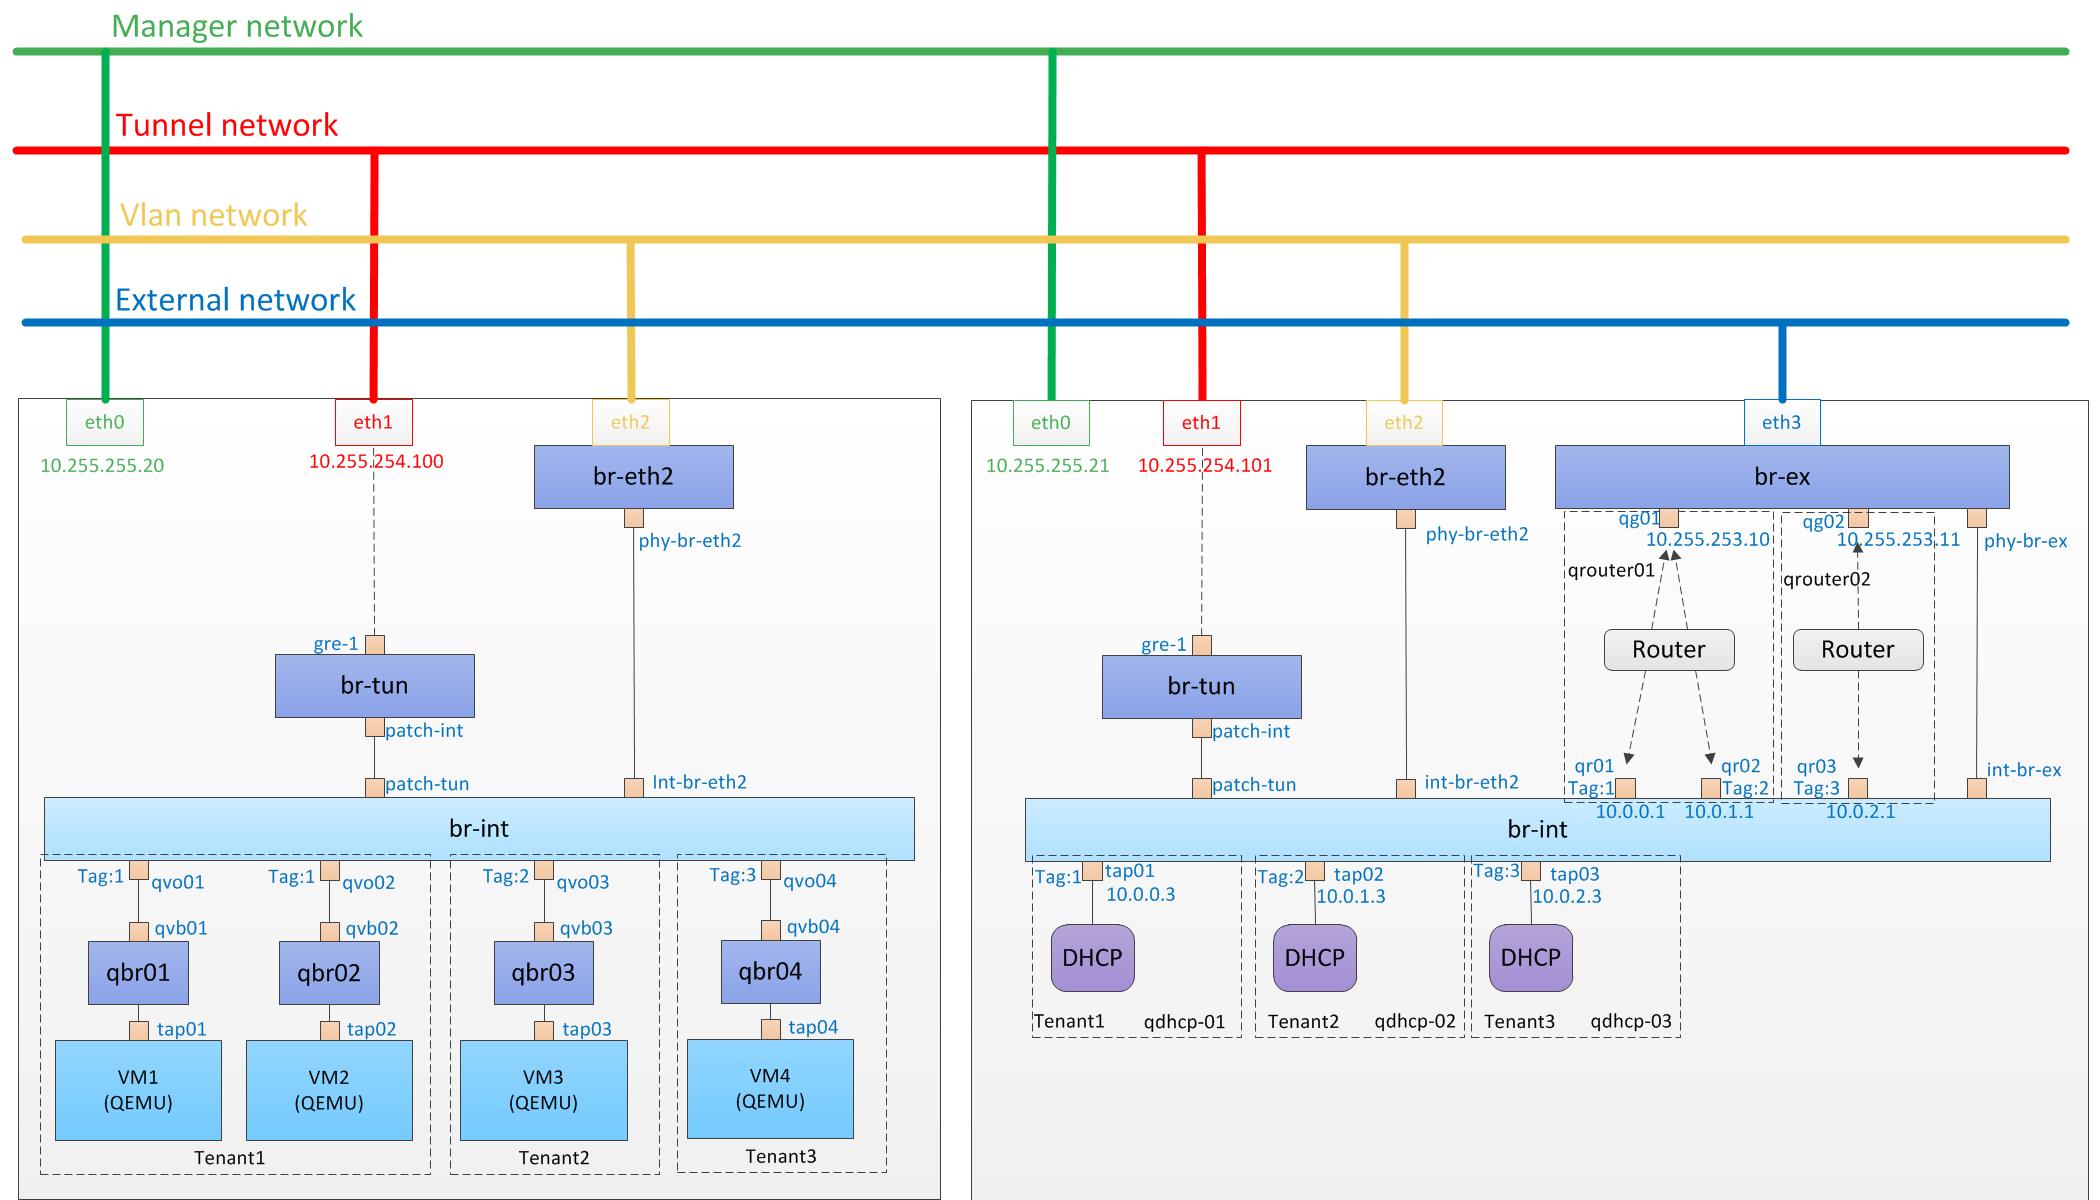 Manager network
Tunnel network
Vlan network
External network
eth0
10.255.255.20
eth1
10.255.254.100
eth2
br-eth2
phy-br-eth2
gre-1
br-tun
patch-int
patch-tun
Int-br-eth2
br-int
Tag:1
qvo01
Tag:1
qvo02
Tag:2
qvo03
Tag:3
qvo04
qvb01
qvb02
qvb03
qvb04
qbr01
qbr02
qbr03
qbr04
tap01
tap02
tap03
tap04
VM1
(QEMU)
VM2
(QEMU)
VM3
(QEMU)
VM4
(QEMU)
Tenant1
Tenant2
Tenant3
eth0
10.255.255.21
eth1
10.255.254.101
eth2
br-eth2
phy-br-eth2
eth3
br-ex
qg01
10.255.253.10
qg02
10.255.253.11
phy-br-ex
qrouter01
qrouter02
Router
Router
gre-1
br-tun
patch-int
patch-tun
int-br-eth2
qr01
Tag:1
10.0.0.1
qr02
Tag:2
10.0.1.1
qr03
Tag:3
10.0.2.1
int-br-ex
br-int
Tag:1
tap01
10.0.0.3
Tag:2
tap02
10.0.1.3
Tag:3
tap03
10.0.2.3
DHCP
DHCP
DHCP
Tenant1
qdhcp-01
Tenant2
qdhcp-02
Tenant3
qdhcp-03